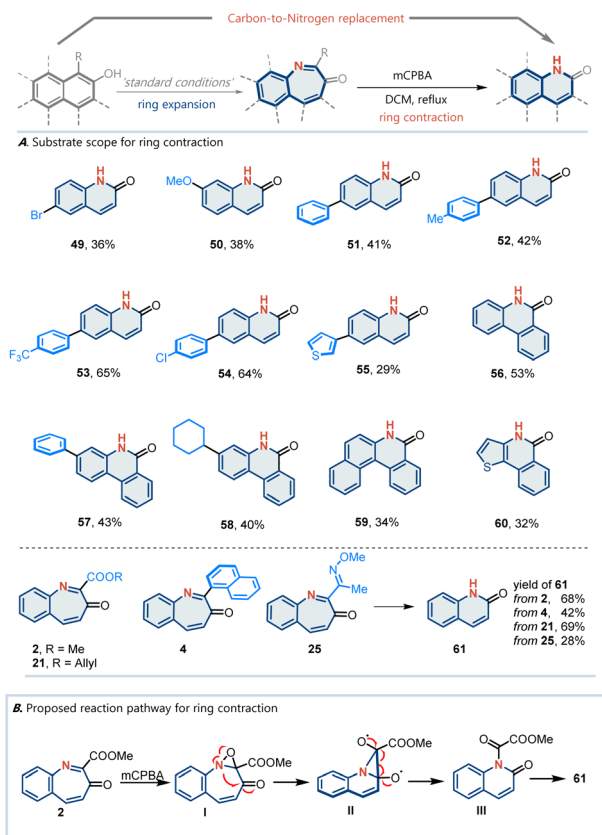 Carbon-to-Nitrogen replacement
R
OH
'standard conditions'
ring expansion
N
R
O
mCPBA
DCM, reflux
ring contraction
H
N
O
A. Substrate scope for ring contraction
H
N
O
Br
49, 36%
H
MeO
N
O
50, 38%
H
N
O
51, 41%
H
N
O
Me
52, 42%
H
N
O
F3C
53, 65%
H
N
O
Cl
54, 64%
H
N
O
S
55, 29%
H
N
O
56, 53%
H
N
O
57, 43%
H
N
O
58, 40%
H
N
O
59, 34%
H
N
O
S
60, 32%
COOR
N
O
2, R = Me
21, R = Allyl
N
O
4
OMe
N
Me
N
O
25
H
N
O
61
yield of 61
from 2, 68%
from 4, 42%
from 21, 69%
from 25, 28%
B. Proposed reaction pathway for ring contraction
N
COOMe
O
2
mCPBA
O
N
COOMe
O
I
O
COOMe
N
O
II
O
COOMe
N
O
III
61